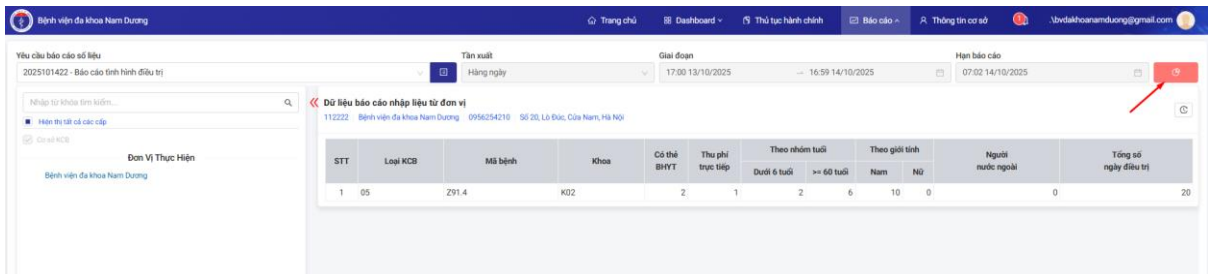 Bệnh viện đa khoa Nam Dương Trang chủ Dashboard Thủ tục hành chính Báo cáo Thông tin cơ sở .\bvdakhoanamduong@gmail.com
Yêu cầu báo cáo số liệu Tần xuất Giai đoạn Hạn báo cáo
2025101422 - Báo cáo tình hình điều trị Hàng ngày 17:00 13/10/2025 → 16:59 14/10/2025 07:02 14/10/2025
Nhập từ khóa tìm kiếm... Dữ liệu báo cáo nhập liệu từ đơn vị
Hiện thị tất cả các cấp 112222 Bệnh viện đa khoa Nam Dương 0956254210 Số 20, Lò Đúc, Cửa Nam, Hà Nội
Cơ sở KCB
Đơn Vị Thực Hiện
Bệnh viện đa khoa Nam Dương
STT Loại KCB Mã bệnh Khoa Có thẻ BHYT Thu phí trực tiếp Theo nhóm tuổi Theo giới tính Người nước ngoài Tổng số ngày điều trị
Dưới 6 tuổi >= 60 tuổi Nam Nữ
1 05 Z91.4 K02 2 1 2 6 10 0 0 20